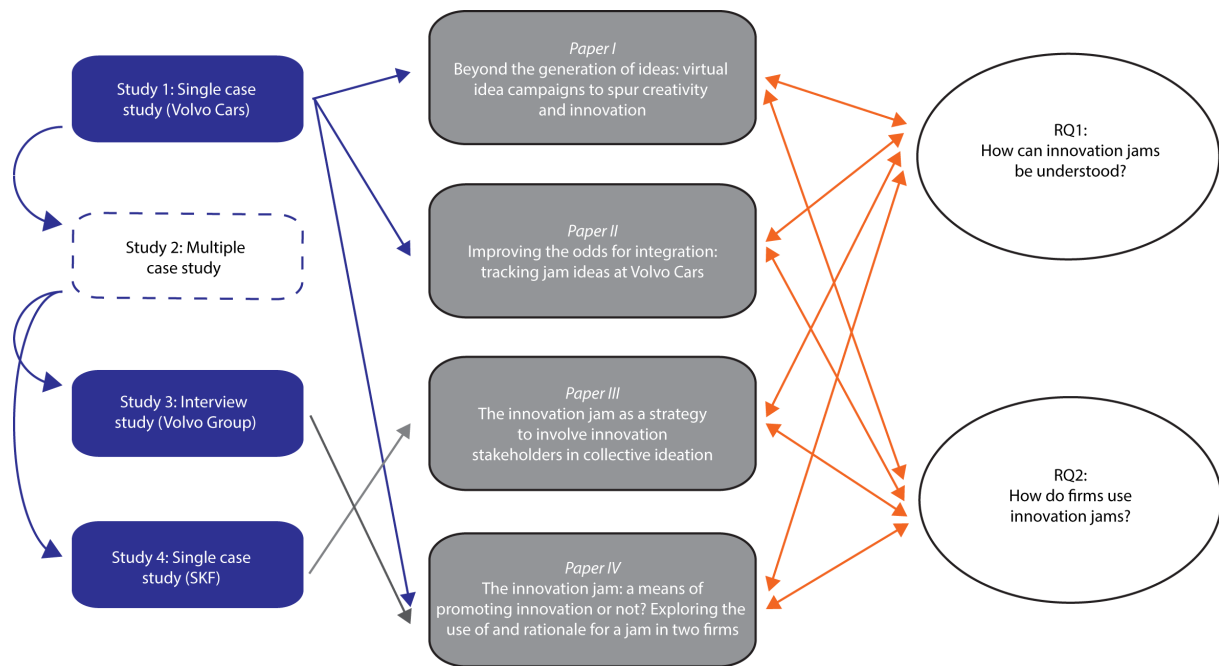 Study 1: Single case
study (Volvo Cars)
Study 2: Multiple
case study
Study 3: Interview
study (Volvo Group)
Study 4: Single case
study (SKF)
Paper I
Beyond the generation of ideas: virtual
idea campaigns to spur creativity
and innovation
Paper II
Improving the odds for integration:
tracking jam ideas at Volvo Cars
Paper III
The innovation jam as a strategy
to involve innovation
stakeholders in collective ideation
Paper IV
The innovation jam: a means of
promoting innovation or not? Exploring the
use of and rationale for a jam in two firms
RQ1:
How can innovation jams
be understood?
RQ2:
How do firms use
innovation jams?